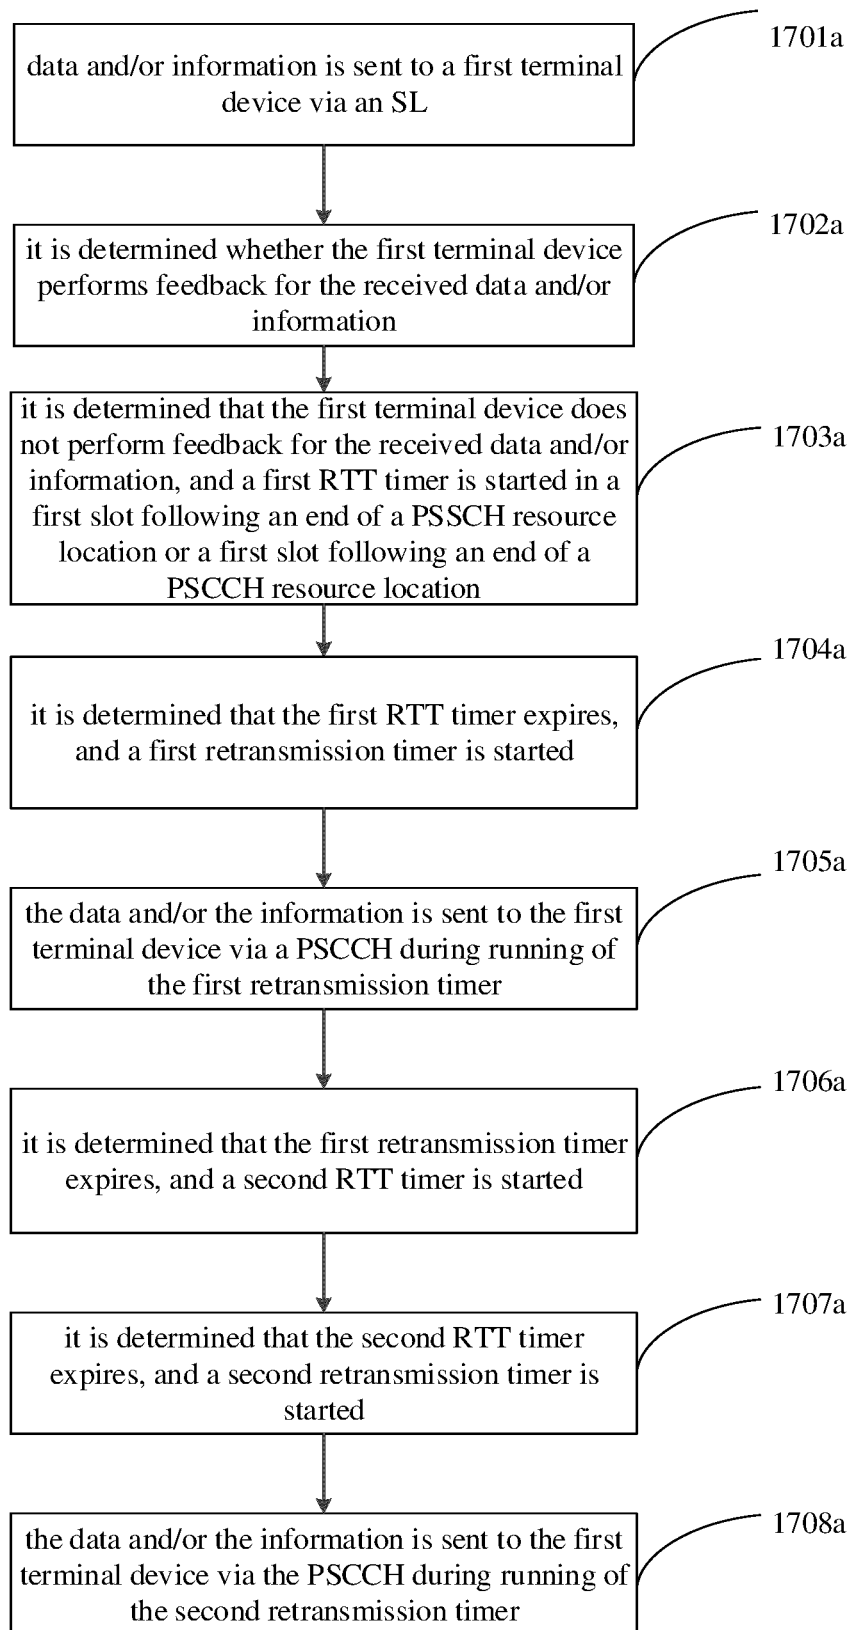 1701a
data and/or information is sent to a first terminal
device via an SL
1702a
it is determined whether the first terminal device
performs feedback for the received data and/or
information
1703a
it is determined that the first terminal device does
not perform feedback for the received data and/or
information, and a first RTT timer is started in a
first slot following an end of a PSSCH resource
location or a first slot following an end of a
PSCCH resource location
1704a
it is determined that the first RTT timer expires,
and a first retransmission timer is started
1705a
the data and/or the information is sent to the first
terminal device via a PSCCH during running of
the first retransmission timer
1706a
it is determined that the first retransmission timer
expires, and a second RTT timer is started
1707a
it is determined that the second RTT timer
expires, and a second retransmission timer is
started
1708a
the data and/or the information is sent to the first
terminal device via the PSCCH during running of
the second retransmission timer